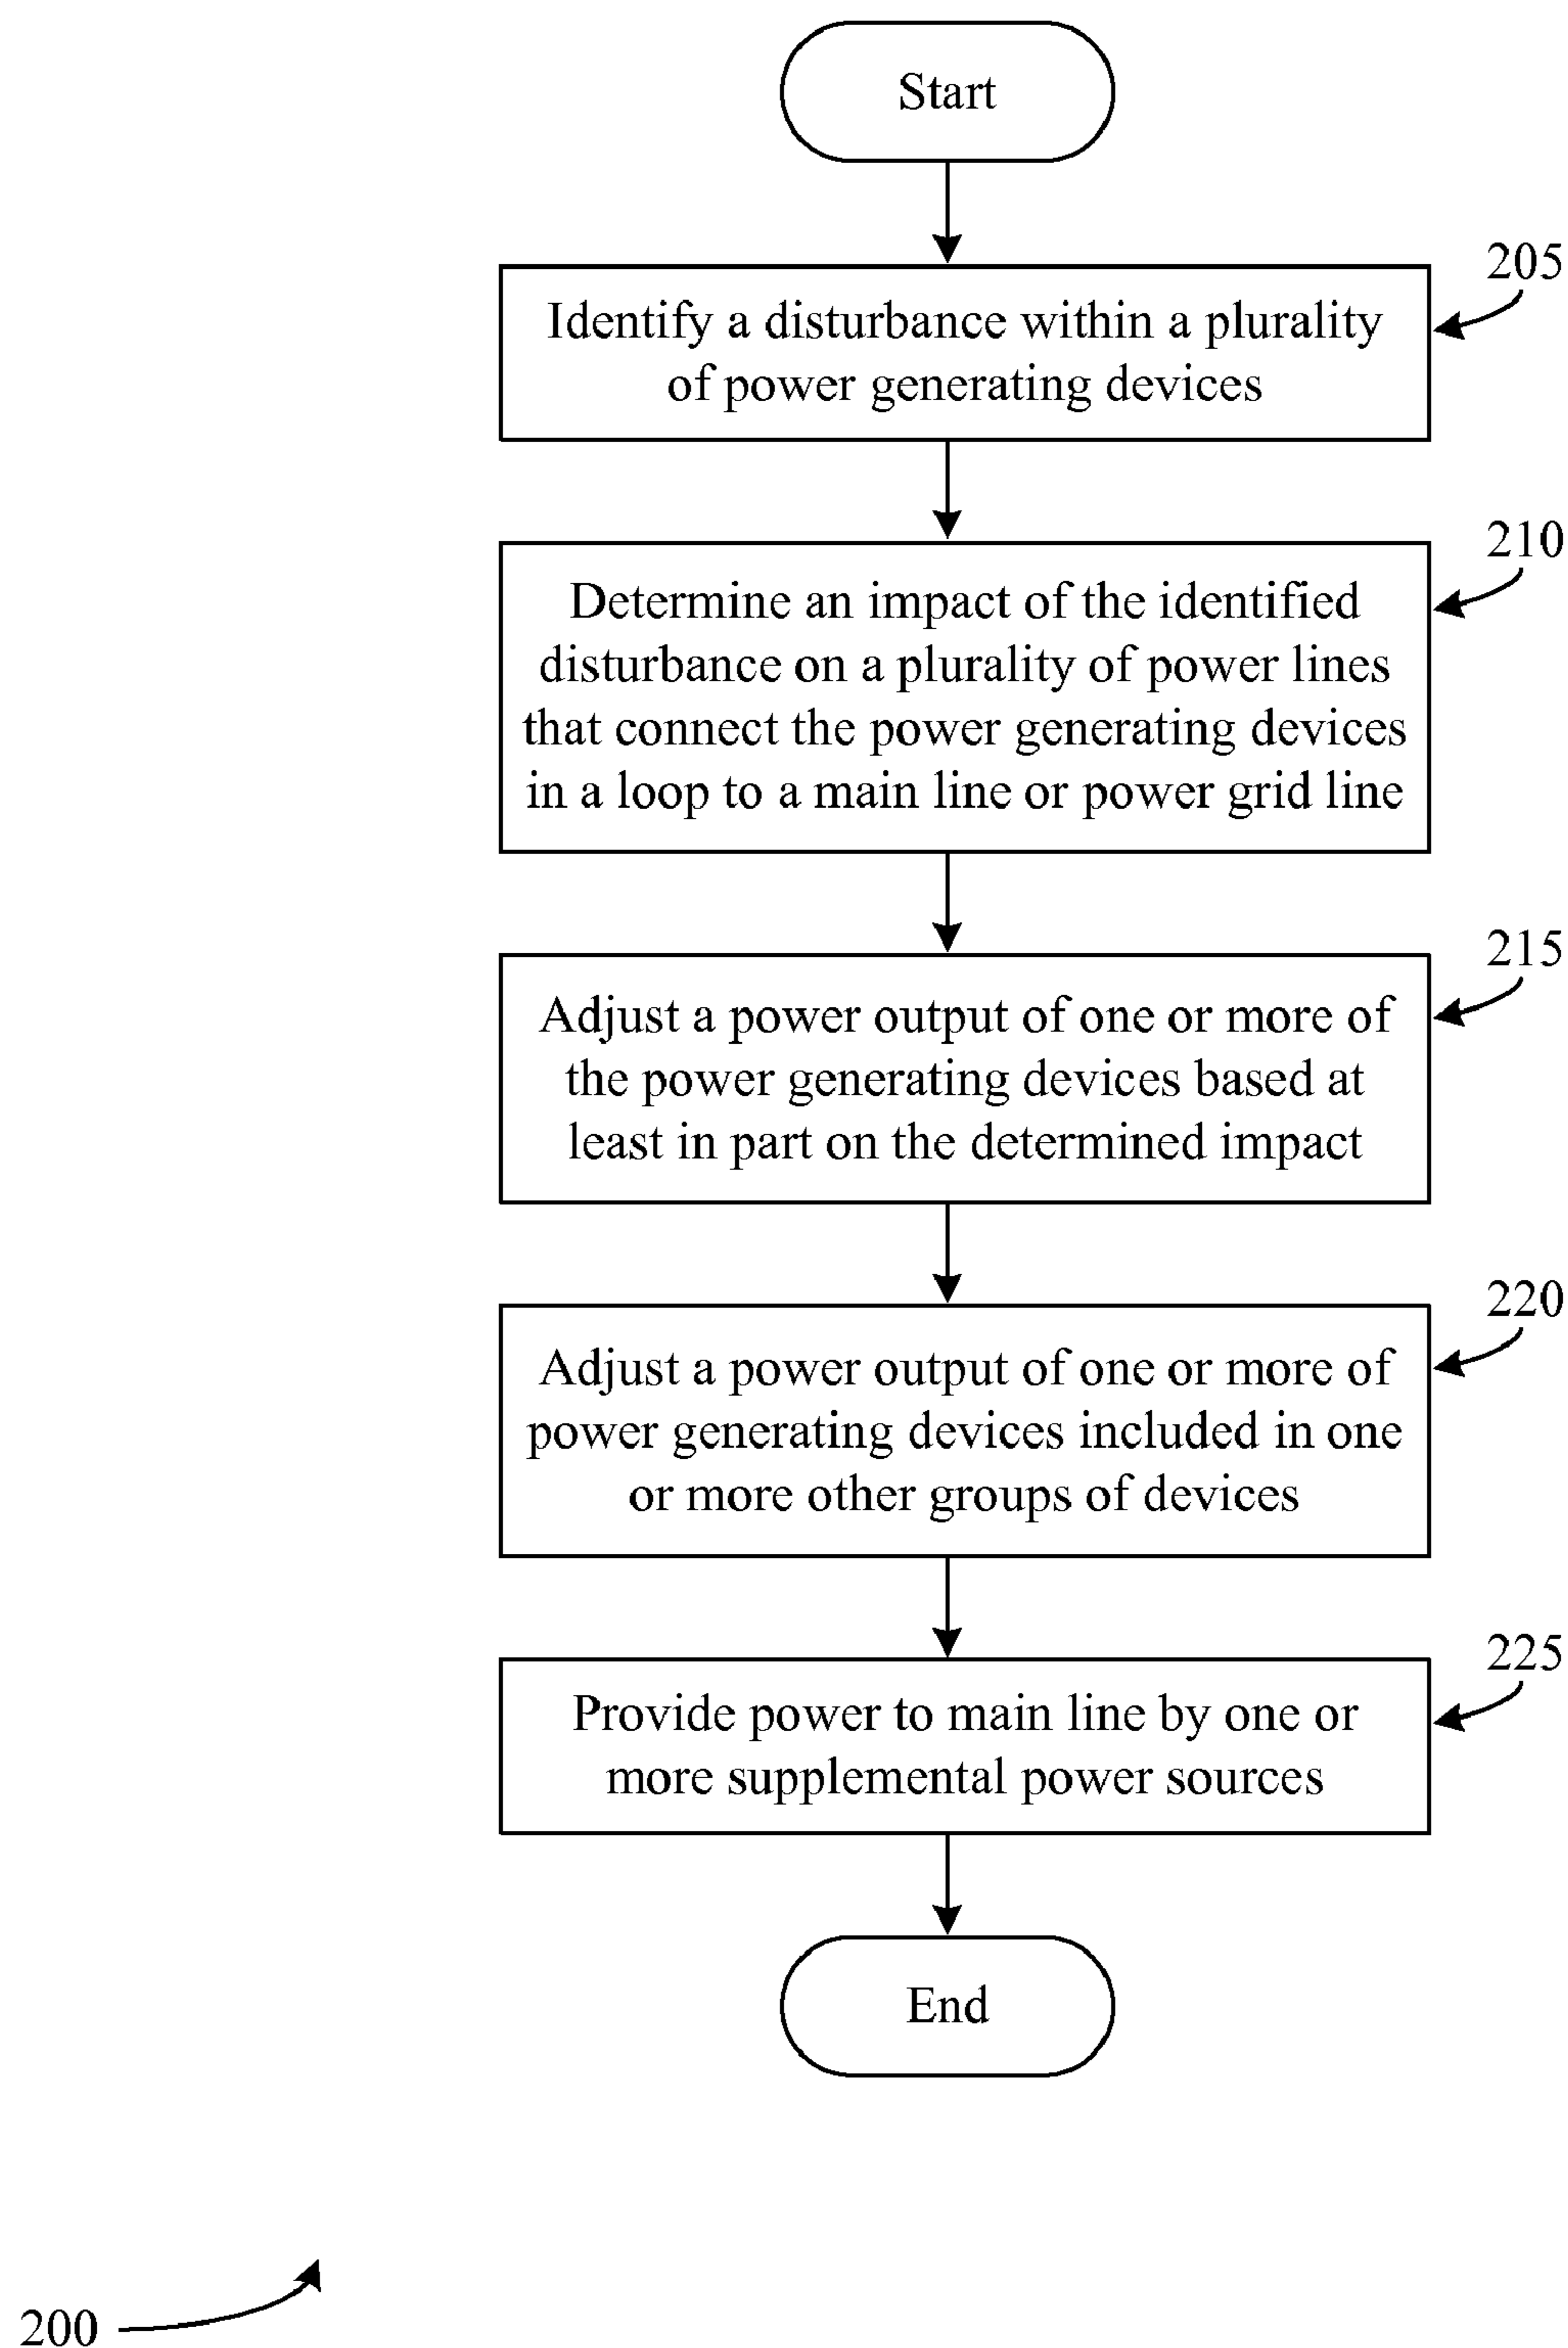 Start
205
Identify a disturbance within a plurality
of power generating devices
210
Determine an impact of the identified
disturbance on a plurality of power lines
that connect the power generating devices
in a loop to a main line or power grid line
215
Adjust a power output of one or more of
the power generating devices based at
least in part on the determined impact
220
Adjust a power output of one or more of
power generating devices included in one
or more other groups of devices
225
Provide power to main line by one or
more supplemental power sources
End
200